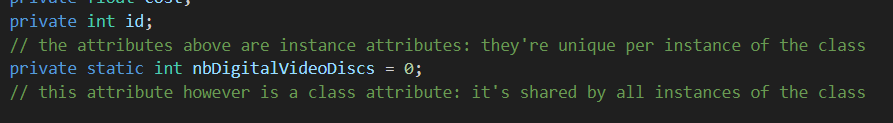 private float cost;
private int id;
// the attributes above are instance attributes: they're unique per instance of the class
private static int nbDigitalVideoDiscs = 0;
// this attribute however is a class attribute: it's shared by all instances of the class